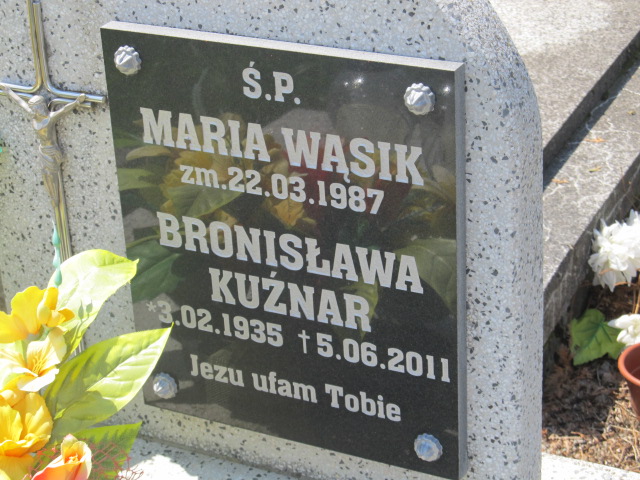 Ś.P.
MARIA WĄSIK
zm.22.03.1987
BRONISŁAWA
KUŹNAR
*3.02.1935 †5.06.2011
Jezu ufam Tobie